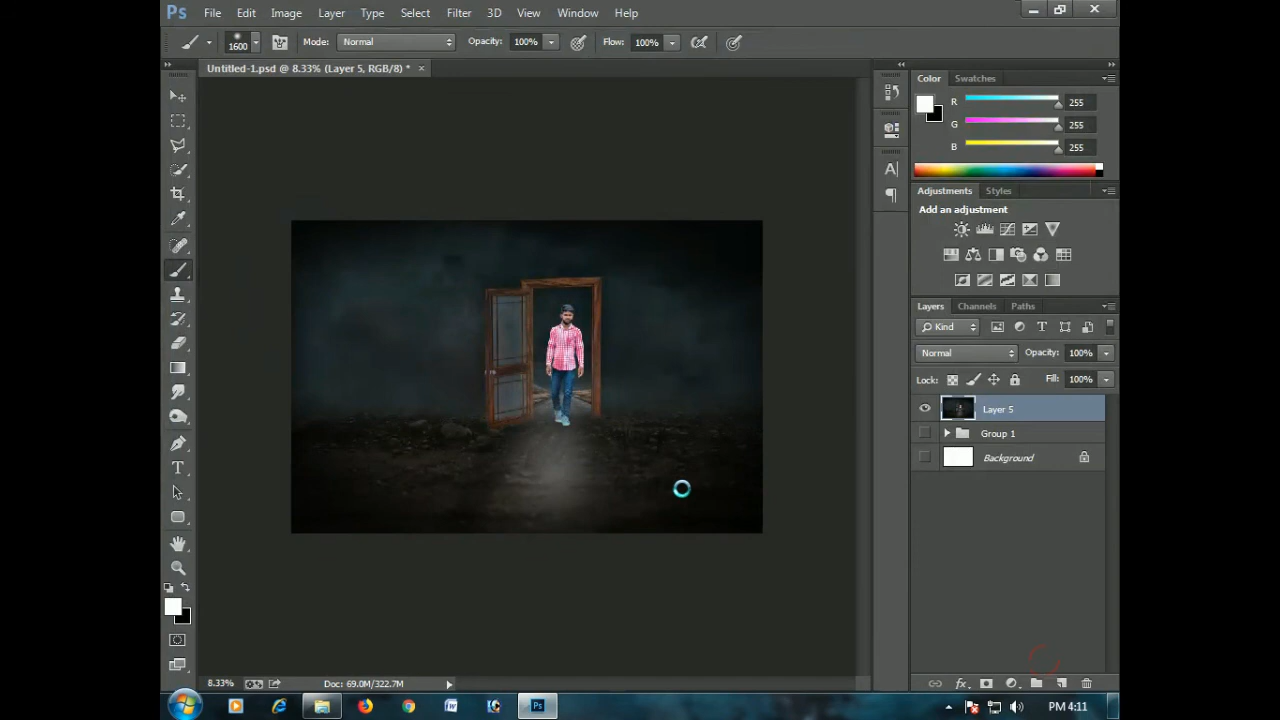 Ps File Edit Image Layer Type Select Filter 3D View Window Help
1600 Mode: Normal Opacity: 100% Flow: 100%
Untitled-1.psd @ 8.33% (Layer 5, RGB/8) *
Color Swatches
R 255
G 255
B 255
Adjustments Styles
Add an adjustment
Layers Channels Paths
Kind
Normal Opacity: 100%
Lock: Fill: 100%
Layer 5
Group 1
Background
8.33% Doc: 69.0M/322.7M
PM 4:11